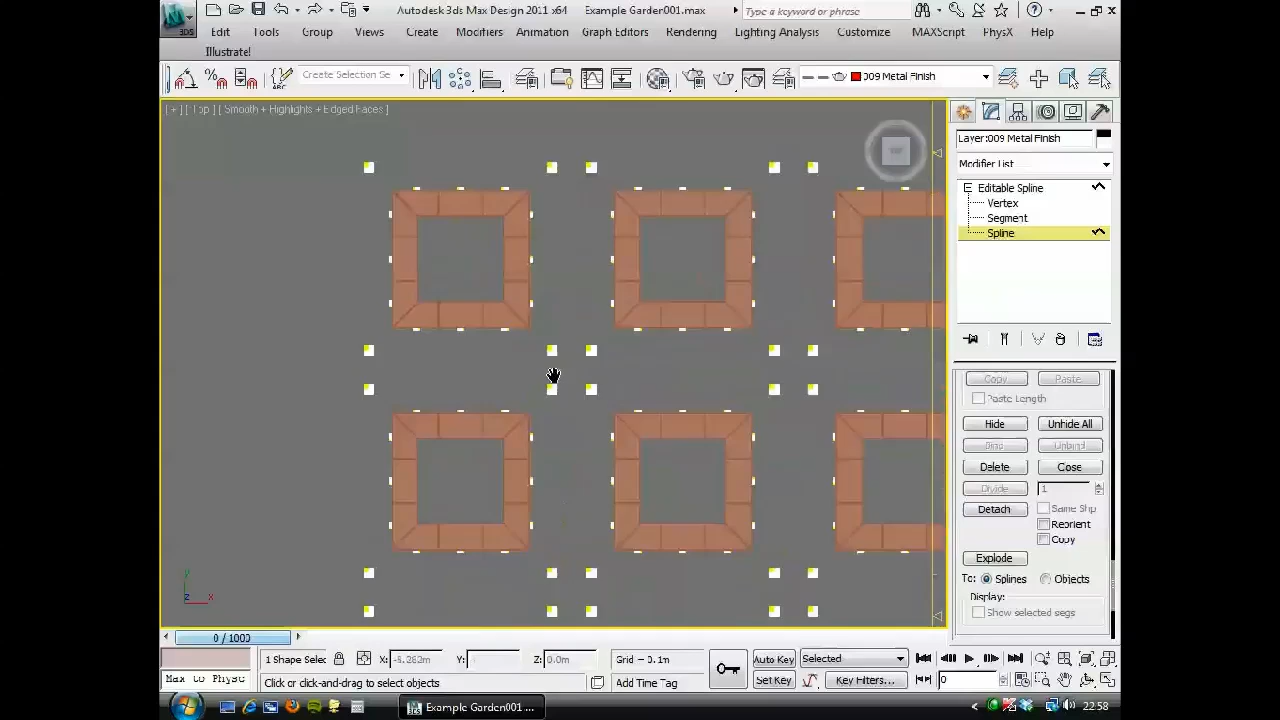 Autodesk 3ds Max Design 2011 x64 Example Garden001.max Type a keyword or phrase
Edit Tools Group Views Create Modifiers Animation Graph Editors Rendering Lighting Analysis Customize MAXScript PhysX Help
Illustrate!
Create Selection Se 009 Metal Finish
[ + ] [ Top ] [ Smooth + Highlights + Edged Faces ]
Layer:009 Metal Finish
Modifier List
Editable Spline
Vertex
Segment
Spline
Copy Paste
Paste Length
Hide Unhide All
Bind Unbind
Delete Close
Divide 1
Detach Same Shp
Reorient
Copy
Explode
To: Splines Objects
Display:
Show selected segs
y
z x
0 / 1000
1 Shape Selec X: Y: Z: 0.0m Grid = 0.1m Auto Key Selected
Max to Physc Click or click-and-drag to select objects Add Time Tag Set Key Key Filters... 0
Example Garden001.... 22:58